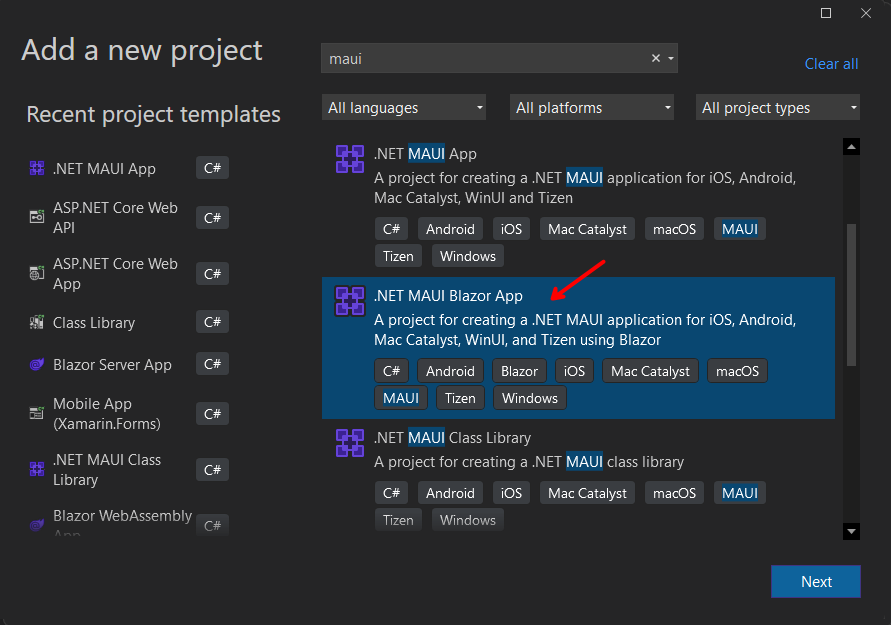 Add a new project
maui
Clear all
All languages
All platforms
All project types
Recent project templates
.NET MAUI App
C#
ASP.NET Core Web
API
C#
ASP.NET Core Web
App
C#
Class Library
C#
Blazor Server App
C#
Mobile App
(Xamarin.Forms)
C#
.NET MAUI Class
Library
C#
Blazor WebAssembly
App
C#
.NET MAUI App
A project for creating a .NET MAUI application for iOS, Android,
Mac Catalyst, WinUI and Tizen
C# Android iOS Mac Catalyst macOS MAUI
Tizen Windows
.NET MAUI Blazor App
A project for creating a .NET MAUI application for iOS, Android,
Mac Catalyst, WinUI, and Tizen using Blazor
C# Android Blazor iOS Mac Catalyst macOS
MAUI Tizen Windows
.NET MAUI Class Library
A project for creating a .NET MAUI class library
C# Android iOS Mac Catalyst macOS MAUI
Tizen Windows
Next